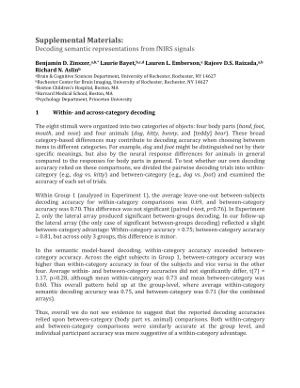 Supplemental Materials:
Decoding semantic representations from fNIRS signals
Benjamin D. Zinszer,a,b,* Laurie Bayet,b,c,d Lauren L. Emberson,e Rajeev D.S. Raizada,a,b
Richard N. Aslinb
aBrain & Cognitive Sciences Department, University of Rochester, Rochester, NY 14627
bRochester Center for Brain Imaging, University of Rochester, Rochester, NY 14627
cBoston Children's Hospital, Boston, MA
dHarvard Medical School, Boston, MA
ePsychology Department, Princeton University
1 Within- and across-category decoding
The eight stimuli were organized into two categories of objects: four body parts (hand, foot,
mouth, and nose) and four animals (dog, kitty, bunny, and [teddy] bear). These broad
category-based differences may contribute to decoding accuracy when choosing between
items in different categories. For example, dog and foot might be distinguished not by their
specific meanings, but also by the neural response differences for animals in general
compared to the responses for body parts in general. To test whether our own decoding
accuracy relied on these comparisons, we divided the pairwise decoding trials into within-
category (e.g., dog vs. kitty) and between-category (e.g., dog vs. foot) and examined the
accuracy of each set of trials.
Within Group 1 (analyzed in Experiment 1), the average leave-one-out between-subjects
decoding accuracy for within-category comparisons was 0.69, and between-category
accuracy was 0.70. This difference was not significant (paired t-test, p=0.76). In Experiment
2, only the lateral array produced significant between-groups decoding. In our follow-up
the lateral array (the only case of significant between-groups decoding) reflected a slight
between category advantage: Within-category accuracy = 0.75; between-category accuracy
= 0.81, but across only 3 groups, this difference is minor.
In the semantic model-based decoding, within-category accuracy exceeded between-
category accuracy. Across the eight subjects in Group 1, between-category accuracy was
higher than within-category accuracy in four of the subjects and vice versa in the other
four. Average within- and between-category accuracies did not significantly differ, t(7) =
1.17, p=0.28, although mean within-category was 0.73 and mean between-category was
0.68. This overall pattern held up at the group-level, where average within-category
semantic decoding accuracy was 0.75, and between-category was 0.71 (for the combined
arrays).
Thus, overall we do not see evidence to suggest that the reported decoding accuracies
relied upon between-category (body part vs. animal) comparisons. Both within-category
and between-category comparisons were similarly accurate at the group level, and
individual participant accuracy was more suggestive of a within-category advantage.